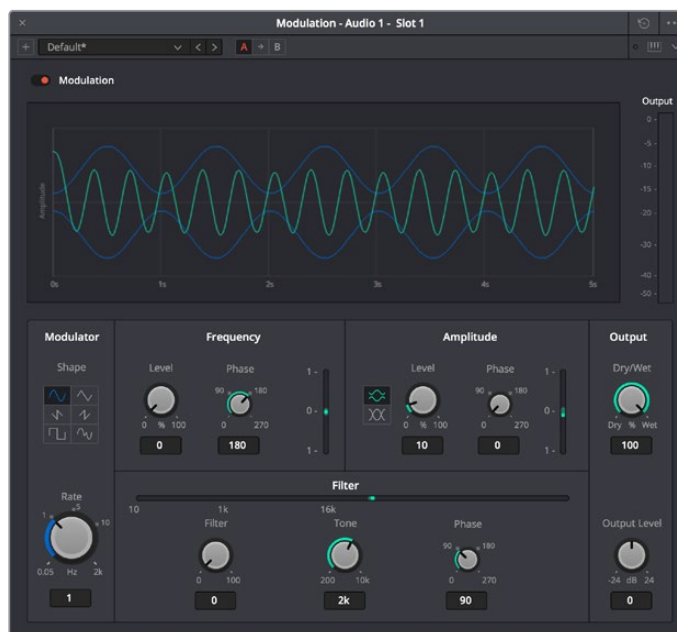 Modulation - Audio 1 - Slot 1
Default*
A
B
Modulation
Output
Amplitude
0 -
-5 -
-10 -
-15 -
-20 -
-30 -
-40 -
-50 -
0s 1s 2s 3s 4s 5s
Modulator
Shape
Rate
1 5 10
0.05 Hz 2k
1
Frequency
Level
0 % 100
0
Phase
90 180
0 270
180
1 -
0 -
1 -
Amplitude
Level
0 % 100
10
Phase
90 180
0 270
0
1 -
0 -
1 -
Filter
10 1k 16k
Filter
0 100
0
Tone
200 10k
2k
Phase
90 180
0 270
90
Output
Dry/Wet
Dry % Wet
100
Output Level
-24 dB 24
0